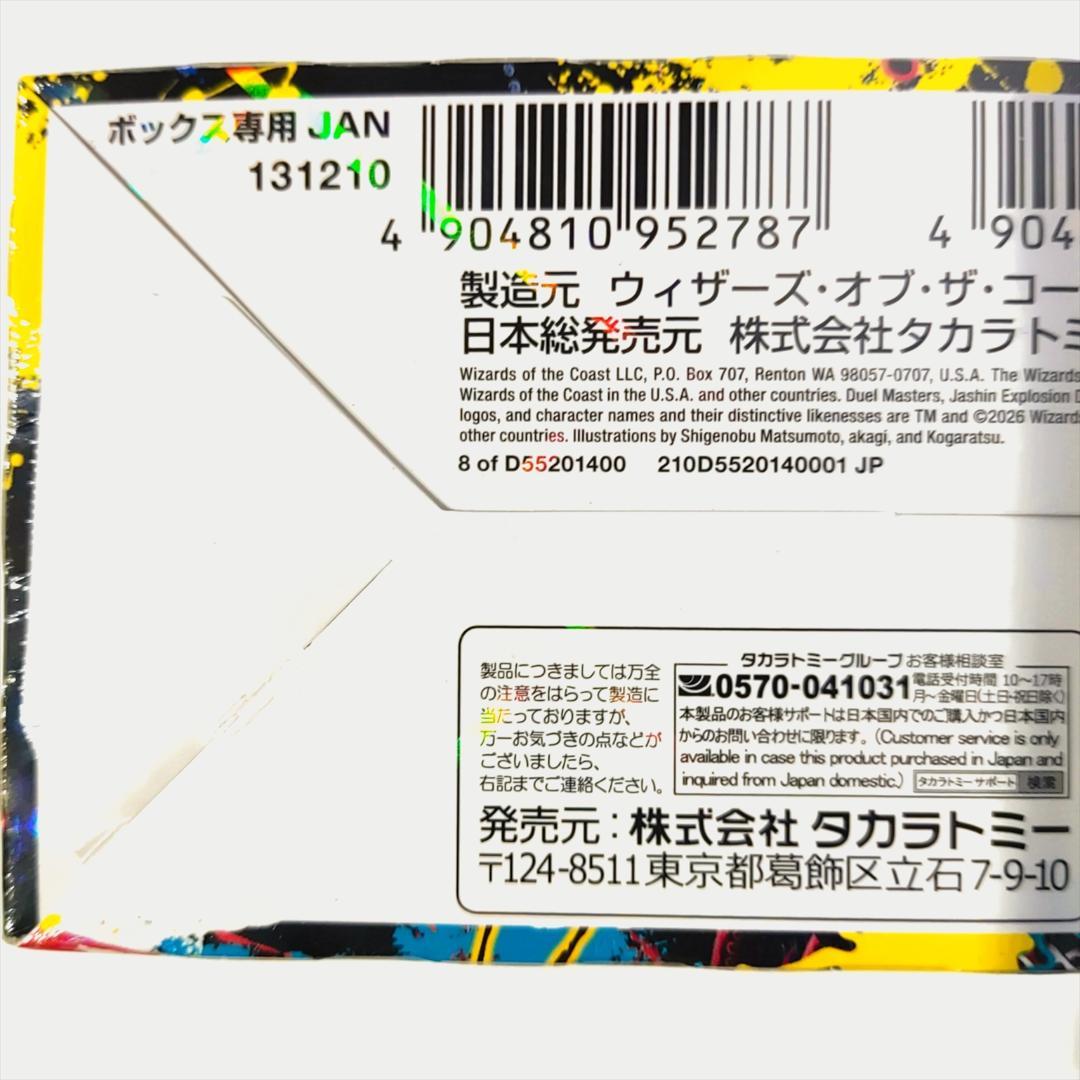 ボックス専用 JAN
131210
4 904810 952787
4 904
製造元 ウィザーズ・オブ・ザ・コー
日本総発売元 株式会社タカラトミ
Wizards of the Coast LLC, P.O. Box 707, Renton WA 98057-0707, U.S.A. The Wizards
Wizards of the Coast in the U.S.A. and other countries. Duel Masters, Jashin Explosion D
logos, and character names and their distinctive likenesses are TM and ©2026 Wizards
other countries. Illustrations by Shigenobu Matsumoto, akagi, and Kogaratsu.
8 of D55201400 210D5520140001 JP
製品につきましては万全
の注意をはらって製造に
当たっておりますが、
万一お気づきの点などが
ございましたら、
右記までご連絡ください。
タカラトミーグループお客様相談室
0570-041031
電話受付時間 10〜17時
月〜金曜日(土日・祝日除く)
本製品のお客様サポートは日本国内でのご購入かつ日本国内
からのお問い合わせに限ります。(Customer service is only
available in case this product purchased in Japan and
inquired from Japan domestic.)
タカラトミーサポート 検索
発売元：株式会社 タカラトミー
〒124-8511東京都葛飾区立石7-9-10